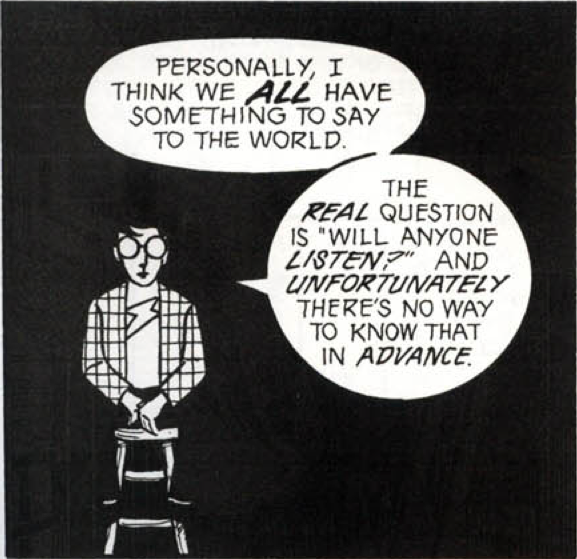 PERSONALLY, I
THINK WE ALL HAVE
SOMETHING TO SAY
TO THE WORLD.
THE
REAL QUESTION
IS "WILL ANYONE
LISTEN?" AND
UNFORTUNATELY
THERE'S NO WAY
TO KNOW THAT
IN ADVANCE.